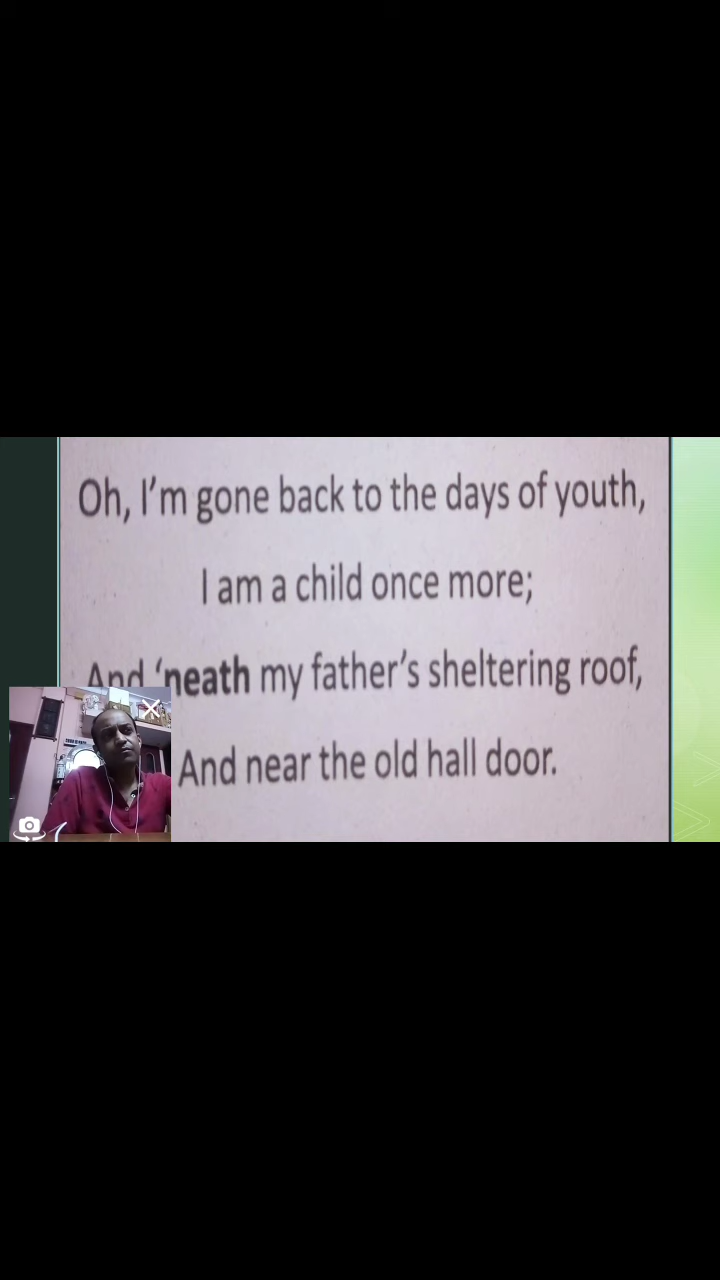 Oh, I'm gone back to the days of youth,
I am a child once more;
And ‘neath my father's sheltering roof,
And near the old hall door.